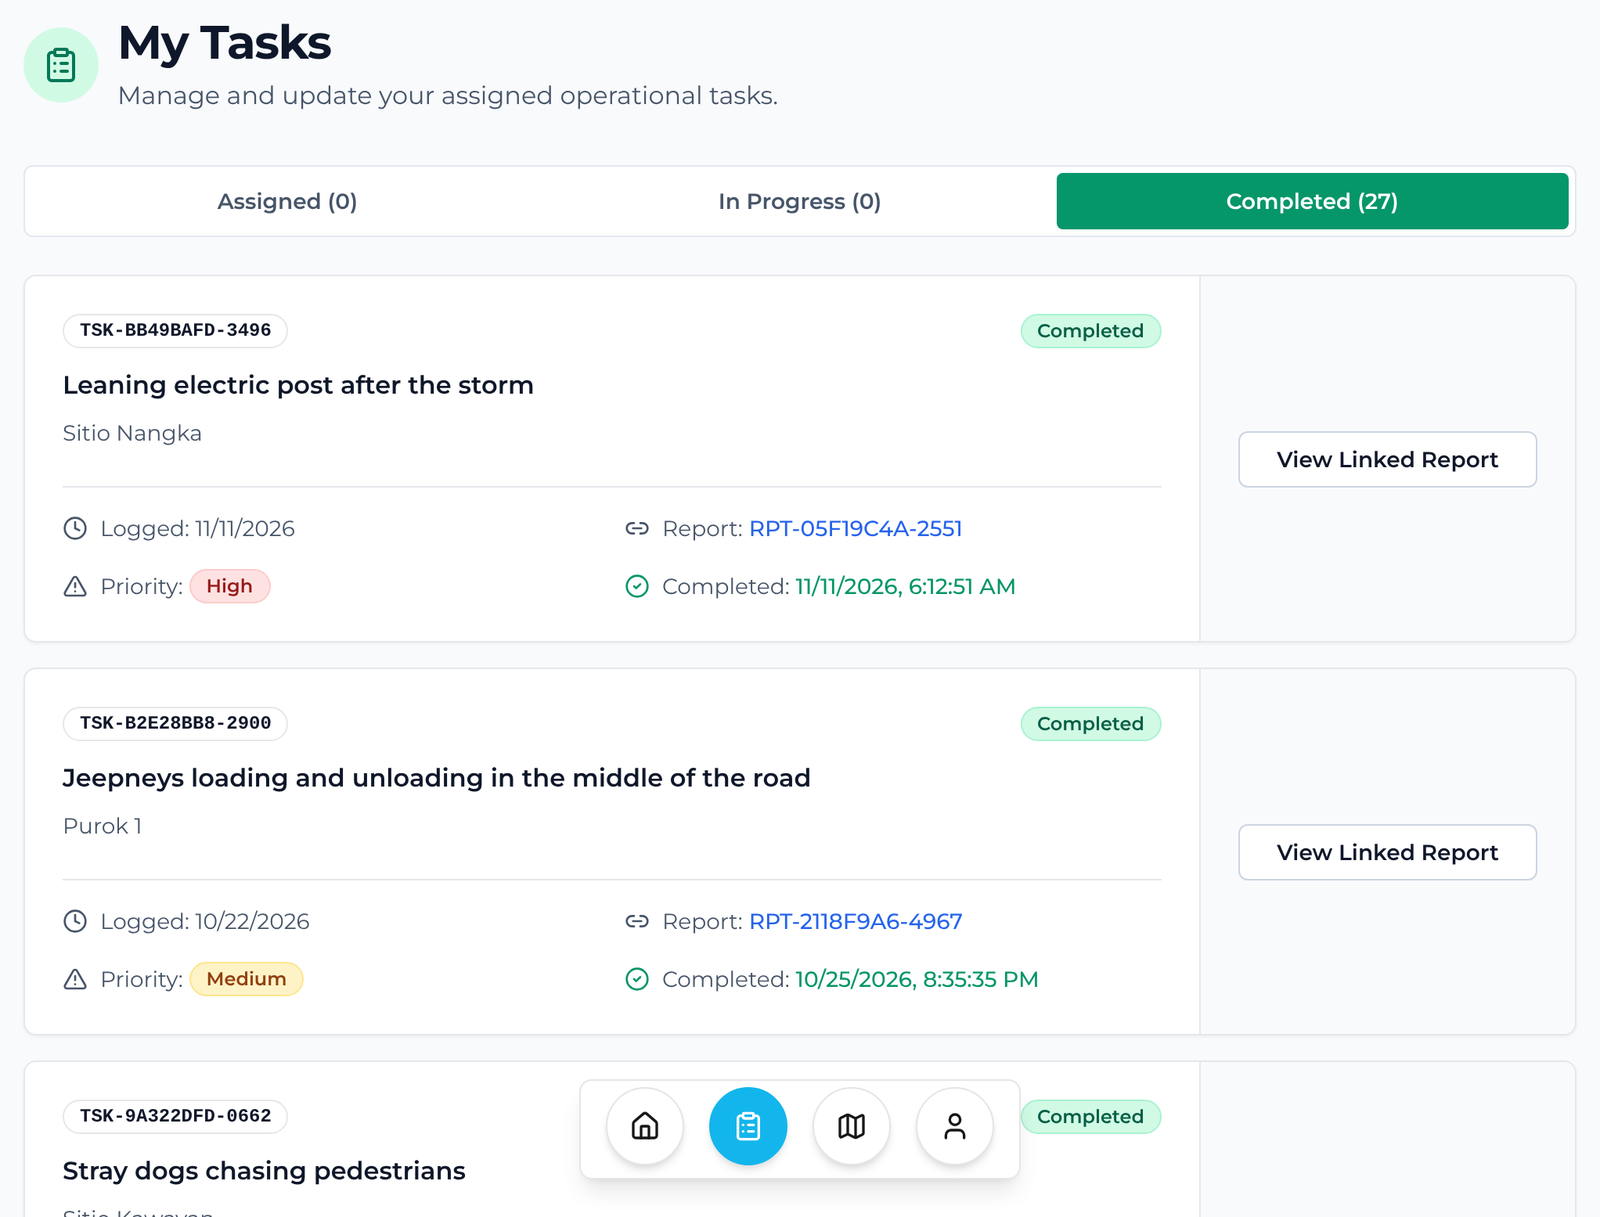 My Tasks
Manage and update your assigned operational tasks.
Assigned (0)
In Progress (0)
Completed (27)
TSK-BB49BAFD-3496
Completed
Leaning electric post after the storm
Sitio Nangka
View Linked Report
Logged: 11/11/2026
Report: RPT-05F19C4A-2551
Priority: High
Completed: 11/11/2026, 6:12:51 AM
TSK-B2E28BB8-2900
Completed
Jeepneys loading and unloading in the middle of the road
Purok 1
View Linked Report
Logged: 10/22/2026
Report: RPT-2118F9A6-4967
Priority: Medium
Completed: 10/25/2026, 8:35:35 PM
TSK-9A322DFD-0662
Completed
Stray dogs chasing pedestrians
Sitio Kawayan